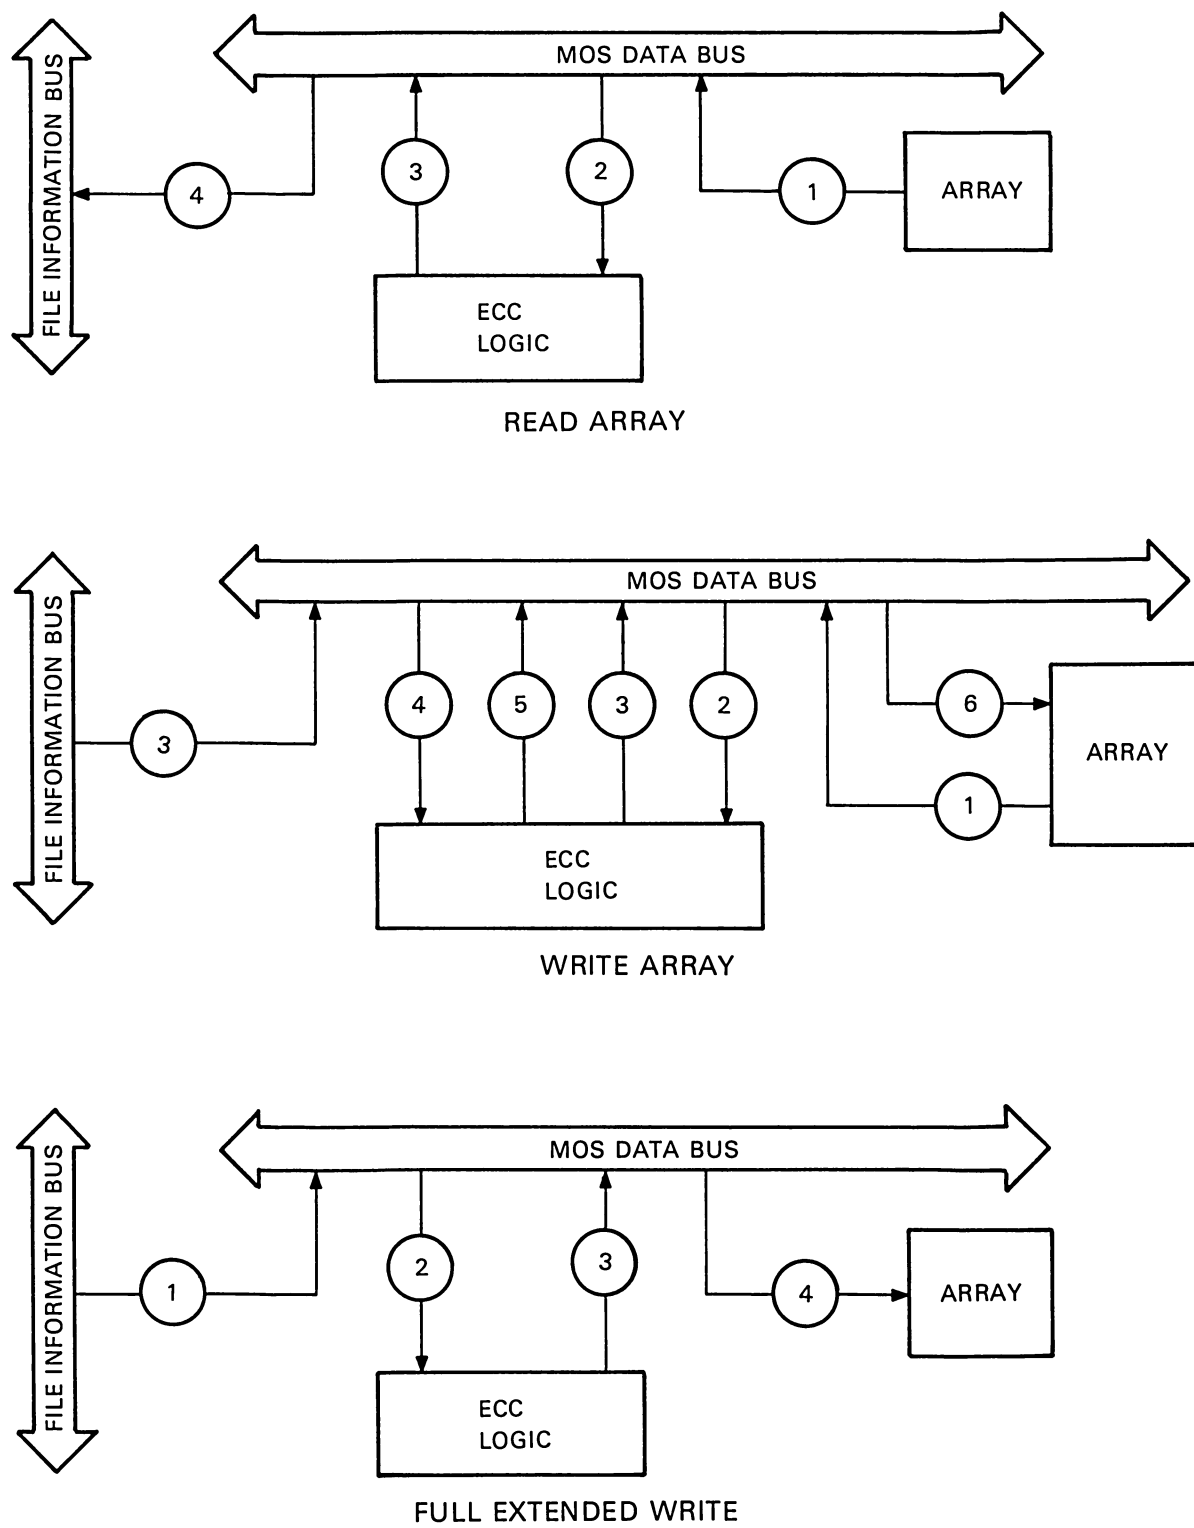 MOS DATA BUS
FILE INFORMATION BUS
3
2
4
1
ARRAY
ECC
LOGIC
READ ARRAY
MOS DATA BUS
FILE INFORMATION BUS
4
5
3
2
6
3
ARRAY
1
ECC
LOGIC
WRITE ARRAY
MOS DATA BUS
FILE INFORMATION BUS
2
3
1
4
ARRAY
ECC
LOGIC
FULL EXTENDED WRITE